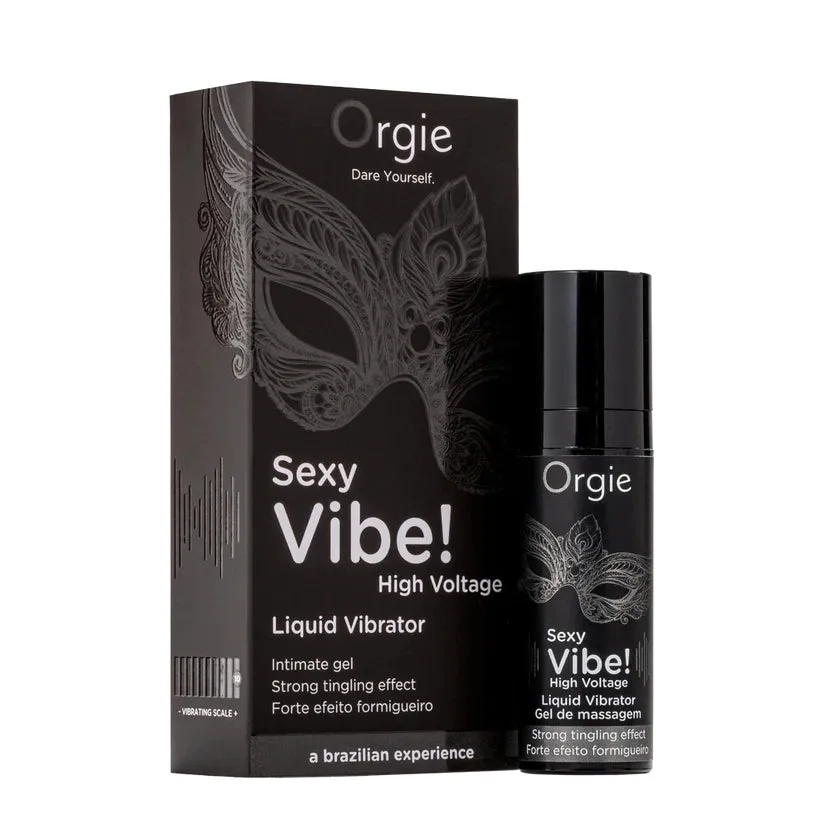 Orgie
Dare Yourself.
Sexy
Vibe!
High Voltage
Liquid Vibrator
Intimate gel
Strong tingling effect
Forte efeito formigueiro
a brazilian experience
10
- VIBRATING SCALE +
Orgie
Sexy
Vibe!
High Voltage
Liquid Vibrator
Gel de massagem
Strong tingling effect
Forte efeito formigueiro